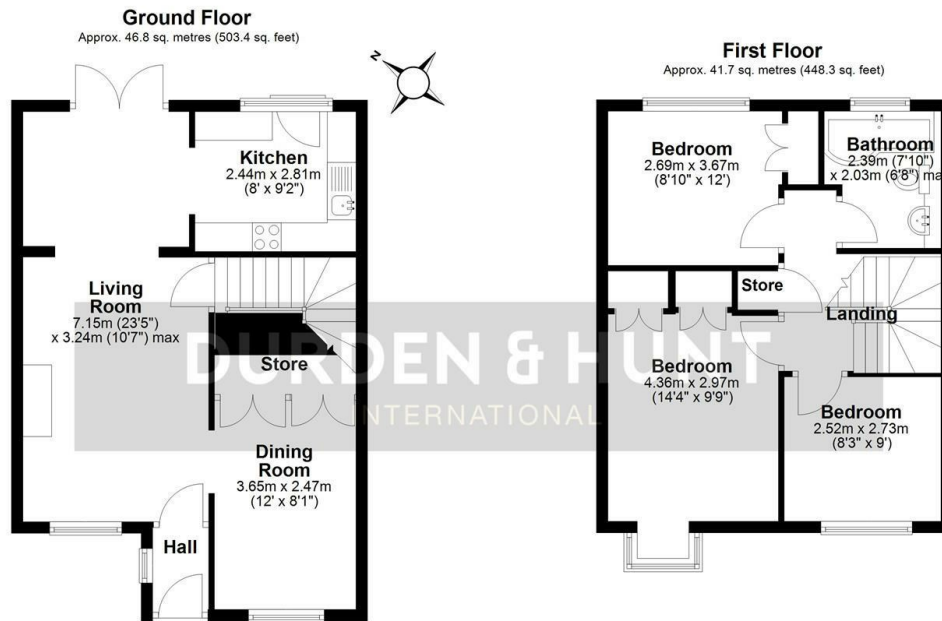 Ground Floor
Approx. 46.8 sq. metres (503.4 sq. feet)
N
Kitchen
2.44m x 2.81m
(8' x 9'2")
Living
Room
7.15m (23'5")
x 3.24m (10'7") max
Store
Dining
Room
3.65m x 2.47m
(12' x 8'1")
Hall
First Floor
Approx. 41.7 sq. metres (448.3 sq. feet)
Bedroom
2.69m x 3.67m
(8'10" x 12')
Bathroom
2.39m (7'10")
x 2.03m (6'8") max
Store
Landing
Bedroom
4.36m x 2.97m
(14'4" x 9'9")
Bedroom
2.52m x 2.73m
(8'3" x 9')
DURDEN & HUNT
INTERNATIONAL